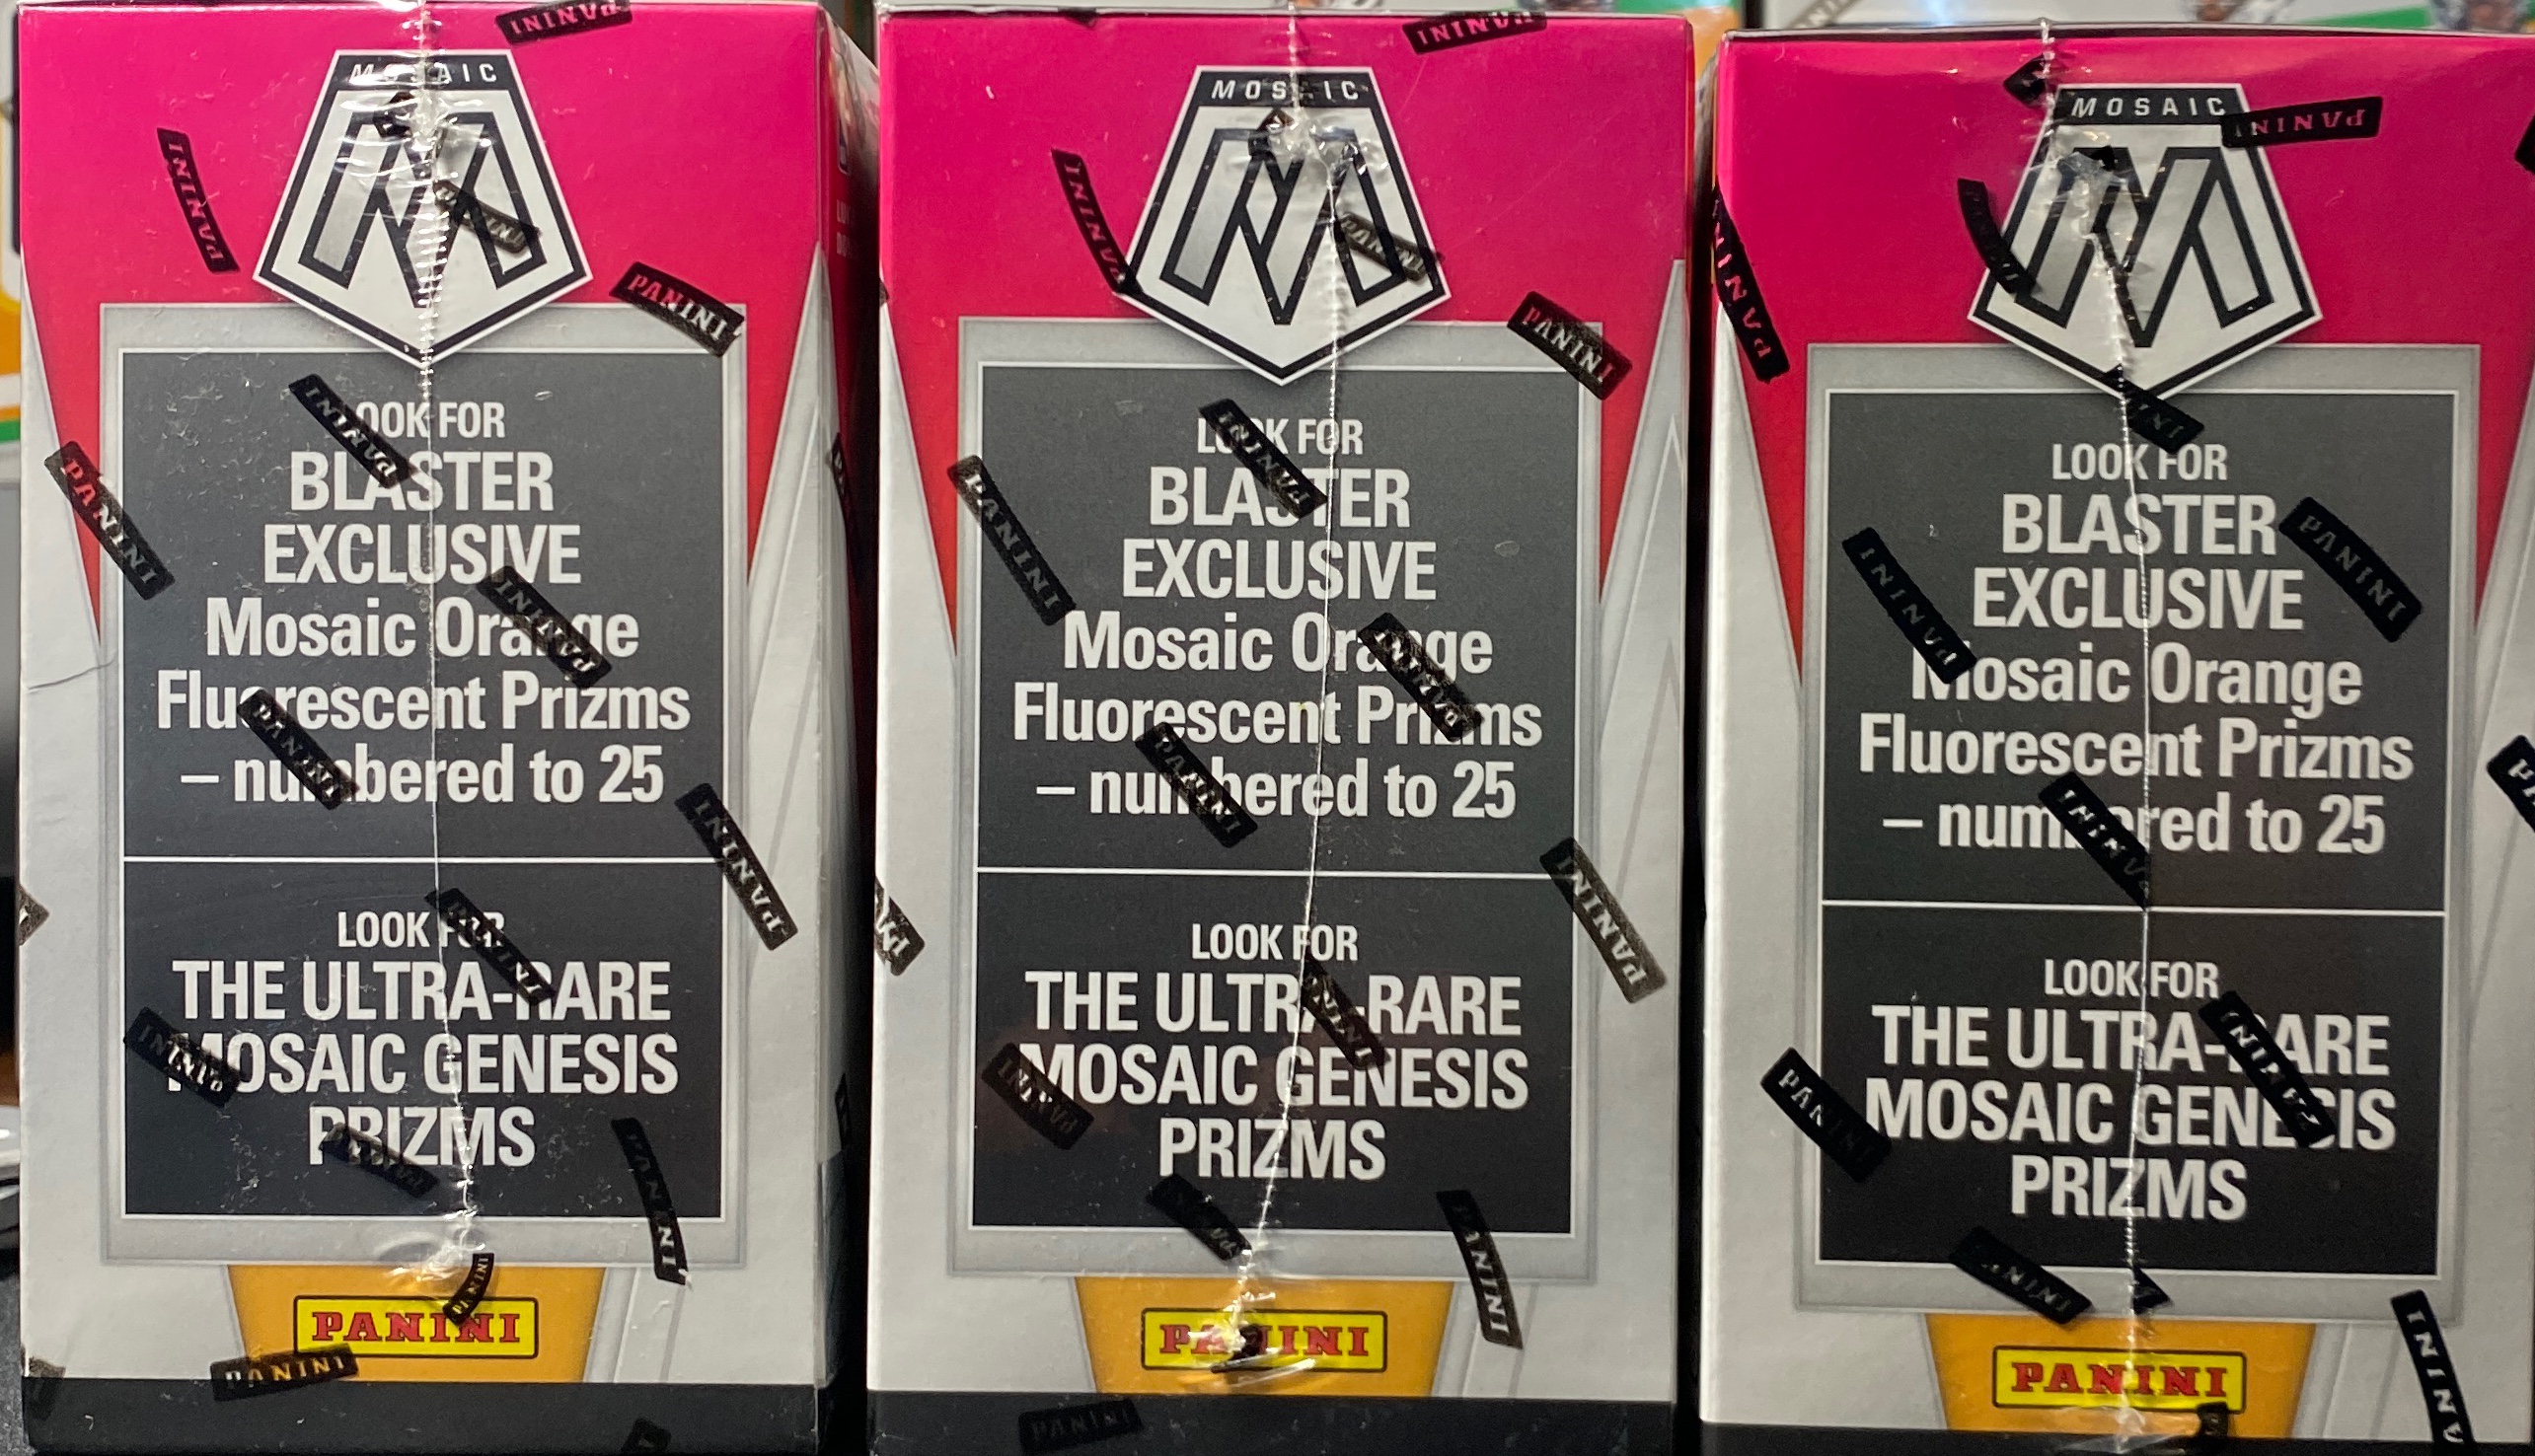 MOSAIC
LOOK FOR
BLASTER
EXCLUSIVE
Mosaic Orange
Fluorescent Prizms
– numbered to 25
LOOK FOR
THE ULTRA-RARE
MOSAIC GENESIS
PRIZMS
PANINI
MOSAIC
LOOK FOR
BLASTER
EXCLUSIVE
Mosaic Orange
Fluorescent Prizms
– numbered to 25
LOOK FOR
THE ULTRA-RARE
MOSAIC GENESIS
PRIZMS
PANINI
MOSAIC
LOOK FOR
BLASTER
EXCLUSIVE
Mosaic Orange
Fluorescent Prizms
– numbered to 25
LOOK FOR
THE ULTRA-RARE
MOSAIC GENESIS
PRIZMS
PANINI